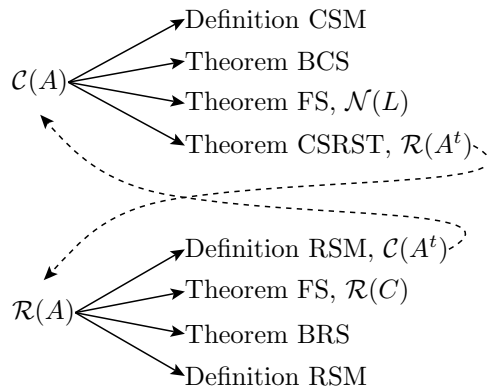 Definition CSM
Theorem BCS
𝒞(A)
Theorem FS, 𝒩(L)
Theorem CSRST, ℛ(Aᵗ)
Definition RSM, 𝒞(Aᵗ)
Theorem FS, ℛ(C)
ℛ(A)
Theorem BRS
Definition RSM